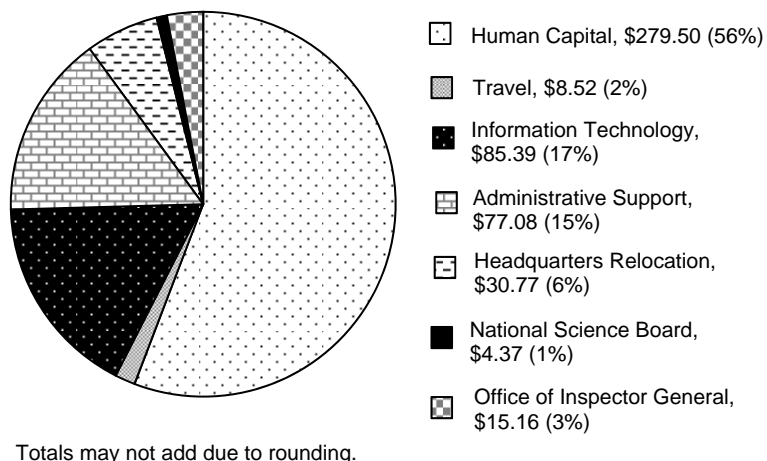 Human Capital, $279.50 (56%)
Travel, $8.52 (2%)
Information Technology,
$85.39 (17%)
Administrative Support,
$77.08 (15%)
Headquarters Relocation,
$30.77 (6%)
National Science Board,
$4.37 (1%)
Office of Inspector General,
$15.16 (3%)
Totals may not add due to rounding.